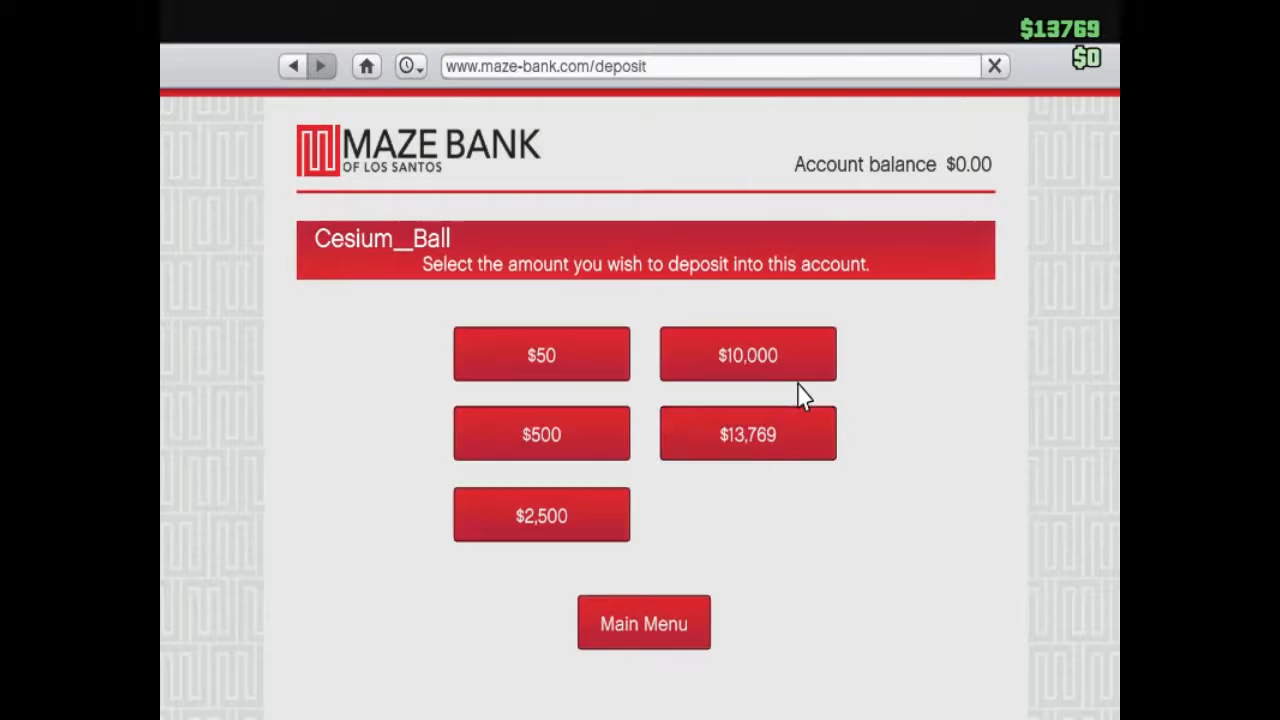 $13769
$0
www.maze-bank.com/deposit
MAZE BANK
OF LOS SANTOS
Account balance $0.00
Cesium__Ball
Select the amount you wish to deposit into this account.
$50
$10,000
$500
$13,769
$2,500
Main Menu